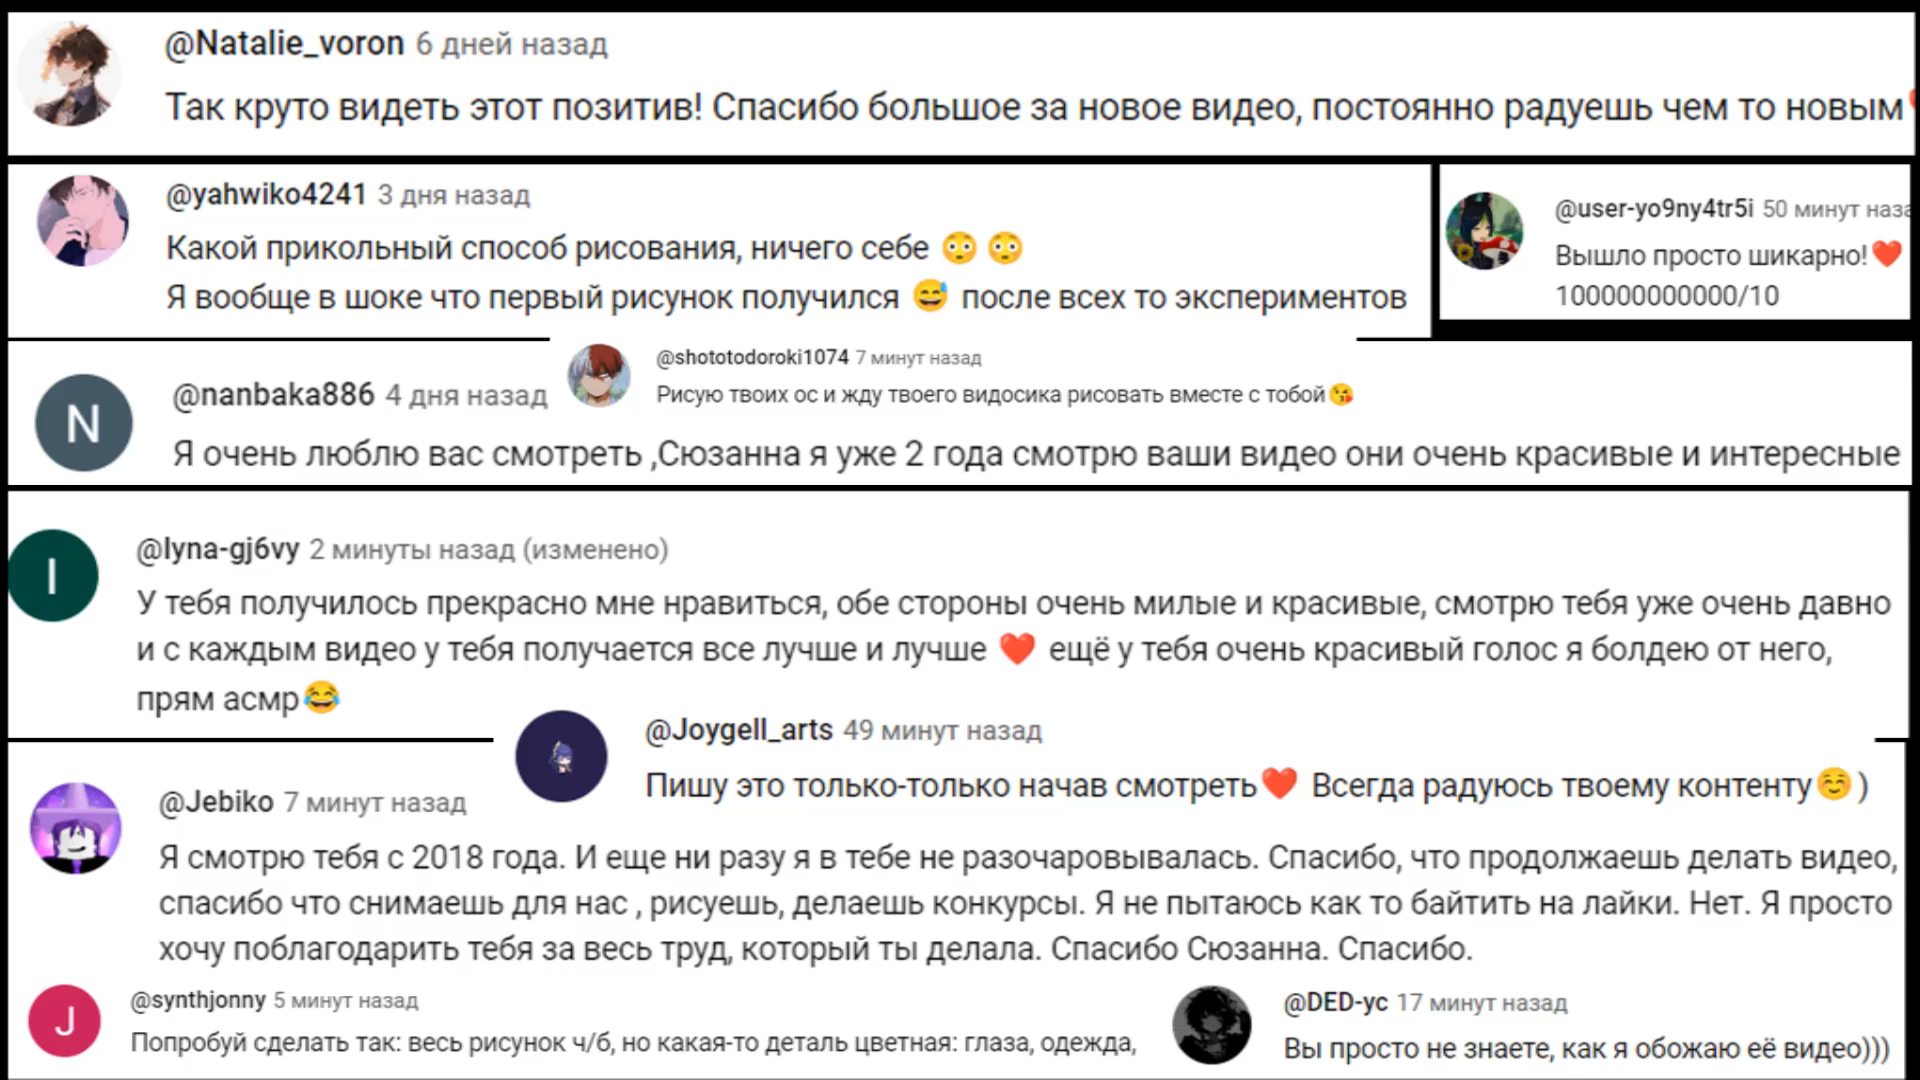 @Natalie_voron 6 дней назад
Так круто видеть этот позитив! Спасибо большое за новое видео, постоянно радуешь чем то новым
@yahwiko4241 3 дня назад
Какой прикольный способ рисования, ничего себе 😳 😳
Я вообще в шоке что первый рисунок получился 😅 после всех то экспериментов
@user-yo9ny4tr5i 50 минут наза
Вышло просто шикарно!❤️
100000000000/10
@shototodoroki1074 7 минут назад
Рисую твоих ос и жду твоего видосика рисовать вместе с тобой😘
N
@nanbaka886 4 дня назад
Я очень люблю вас смотреть ,Сюзанна я уже 2 года смотрю ваши видео они очень красивые и интересные
I
@lyna-gj6vy 2 минуты назад (изменено)
У тебя получилось прекрасно мне нравиться, обе стороны очень милые и красивые, смотрю тебя уже очень давно
и с каждым видео у тебя получается все лучше и лучше ❤️ ещё у тебя очень красивый голос я болдею от него,
прям асмр😂
@Joygell_arts 49 минут назад
Пишу это только-только начав смотреть❤️ Всегда радуюсь твоему контенту☺️)
@Jebiko 7 минут назад
Я смотрю тебя с 2018 года. И еще ни разу я в тебе не разочаровывалась. Спасибо, что продолжаешь делать видео,
спасибо что снимаешь для нас , рисуешь, делаешь конкурсы. Я не пытаюсь как то байтить на лайки. Нет. Я просто
хочу поблагодарить тебя за весь труд, который ты делала. Спасибо Сюзанна. Спасибо.
J
@synthjonny 5 минут назад
Попробуй сделать так: весь рисунок ч/б, но какая-то деталь цветная: глаза, одежда,
@DED-yc 17 минут назад
Вы просто не знаете, как я обожаю её видео)))